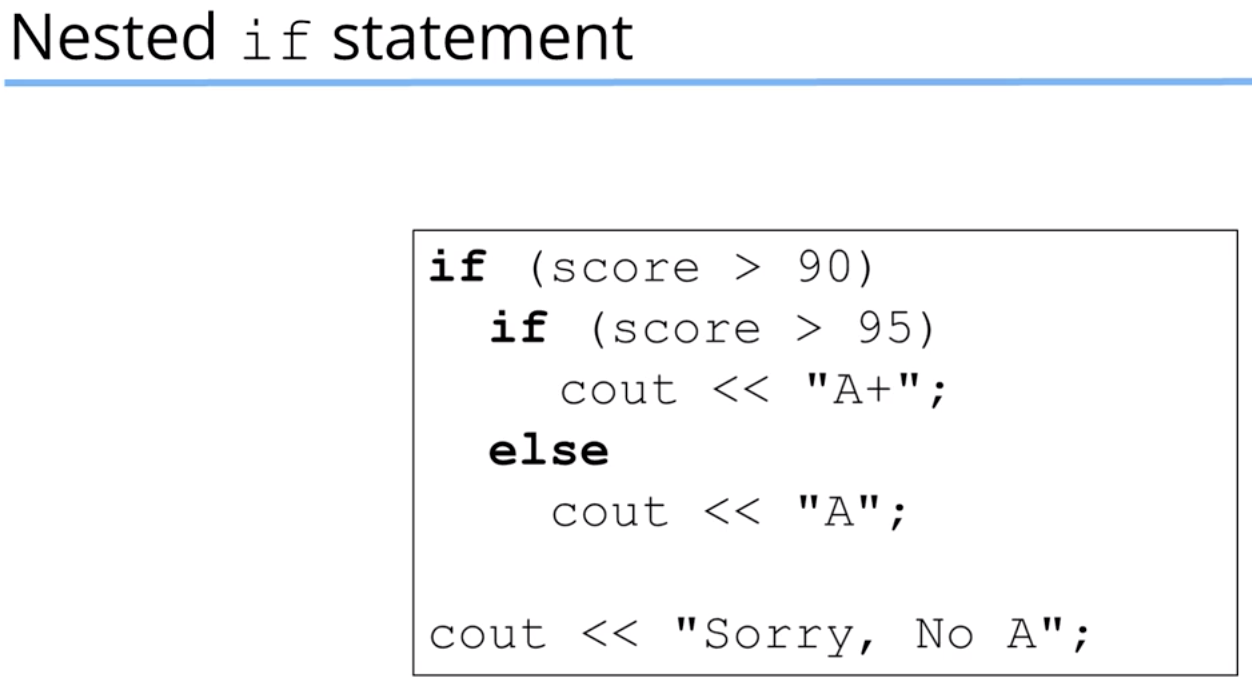 Nested if statement
if (score > 90)
  if (score > 95)
    cout << "A+";
  else
    cout << "A";
cout << "Sorry, No A";